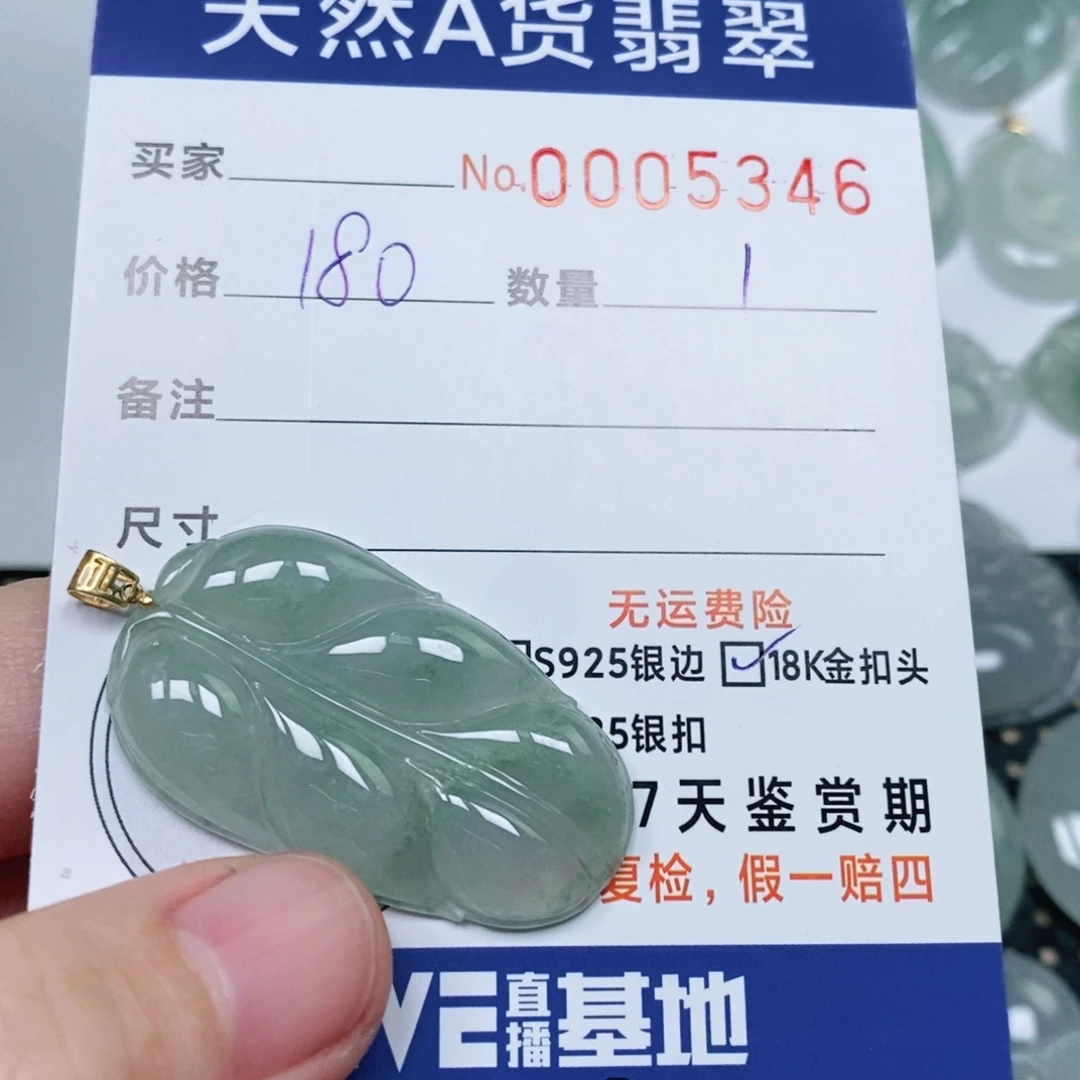 天然A货翡翠
买家 No.0005346
价格 180 数量 1
备注
尺寸
无运费险
S925银边 18K金扣头
5银扣
7天鉴赏期
复检，假一赔四
VE直播基地